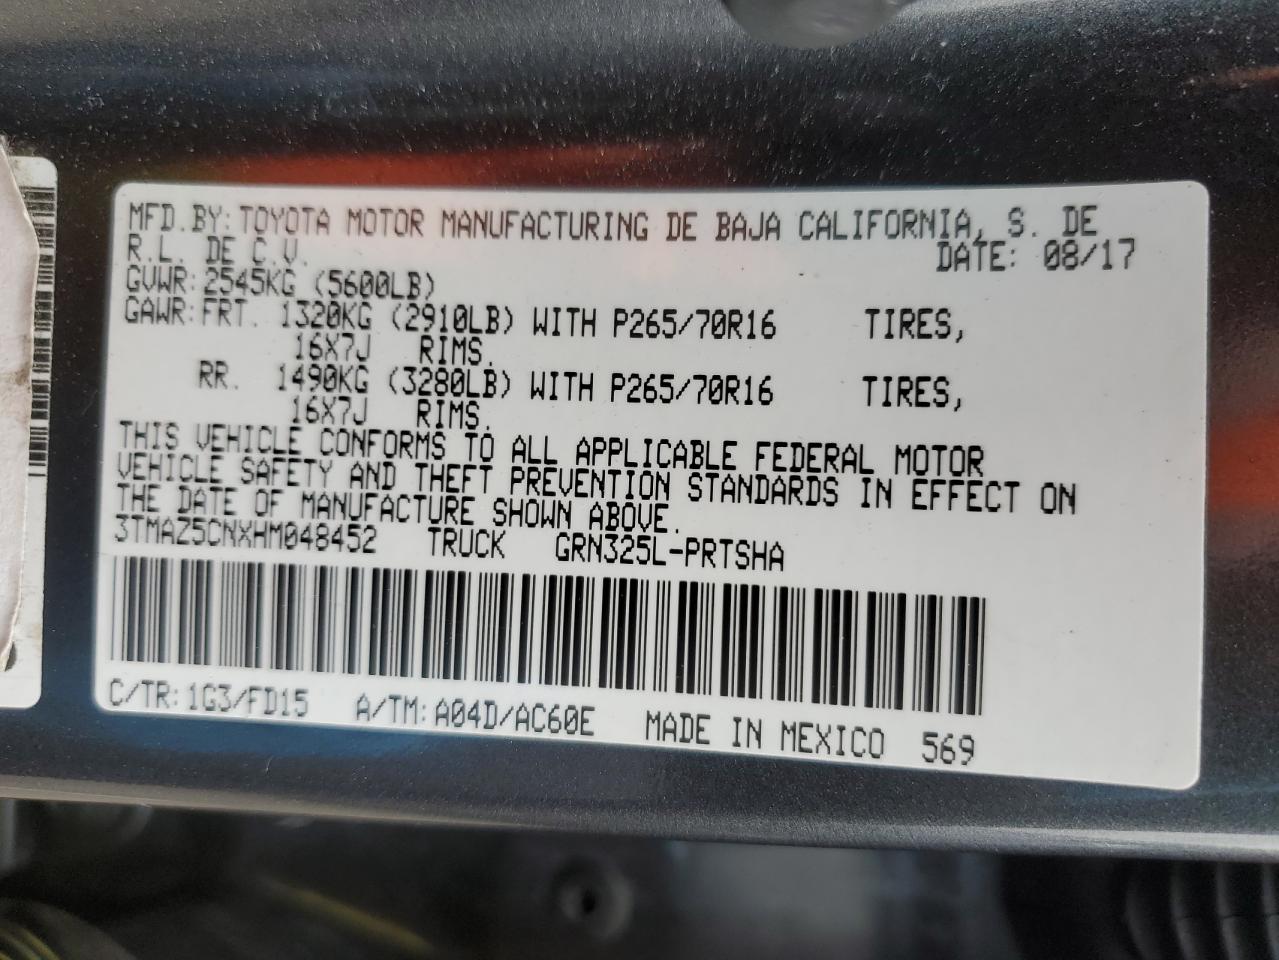 MFD.BY: TOYOTA MOTOR MANUFACTURING DE BAJA CALIFORNIA, S. DE
R.L. DE C.V. DATE: 08/17
GVWR: 2545KG (5600LB)
GAWR: FRT. 1320KG (2910LB) WITH P265/70R16 TIRES,
16X7J RIMS.
RR. 1490KG (3280LB) WITH P265/70R16 TIRES,
16X7J RIMS.
THIS VEHICLE CONFORMS TO ALL APPLICABLE FEDERAL MOTOR
VEHICLE SAFETY AND THEFT PREVENTION STANDARDS IN EFFECT ON
THE DATE OF MANUFACTURE SHOWN ABOVE.
3TMAZ5CNXHM048452 TRUCK GRN325L-PRTSHA
C/TR: 1G3/FD15 A/TM: A04D/AC60E MADE IN MEXICO 569